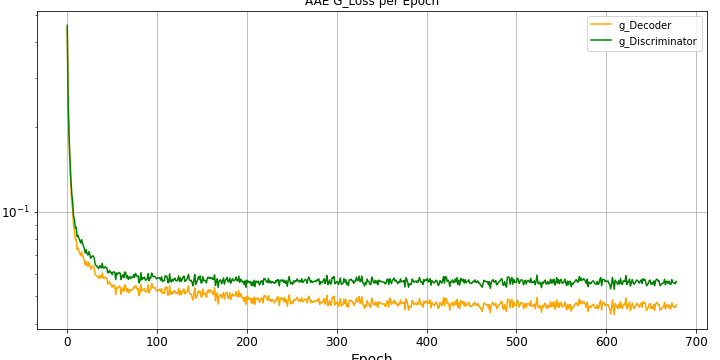 AAE G_Loss per Epoch
g_Decoder
g_Discriminator
10⁻¹
0 100 200 300 400 500 600 700
Epoch